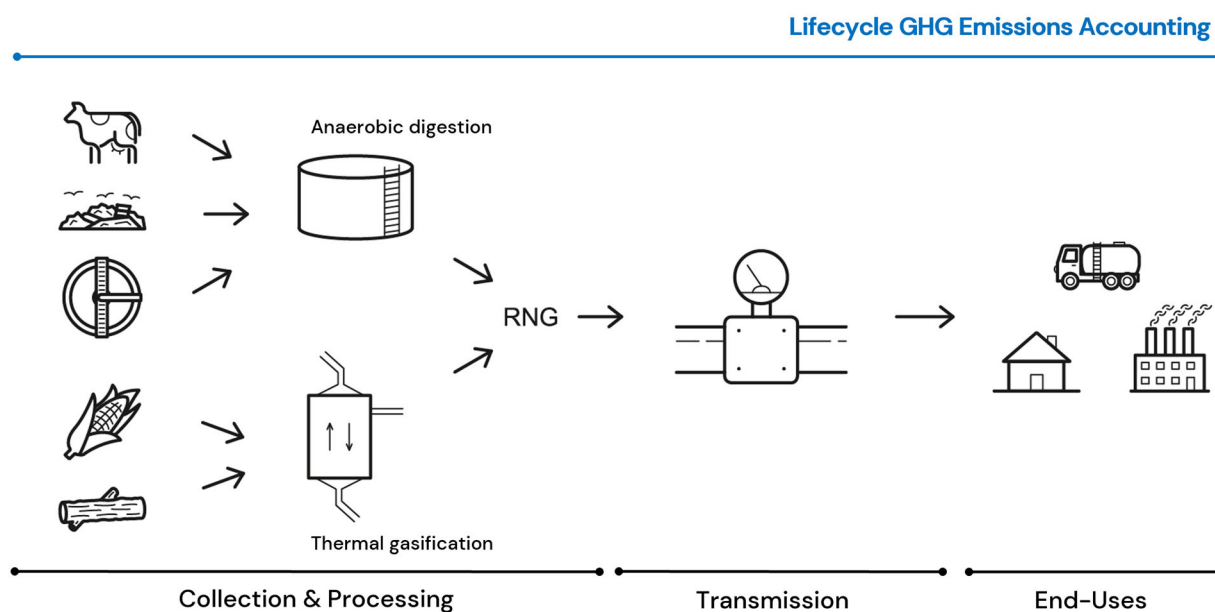 Lifecycle GHG Emissions Accounting
Anaerobic digestion
RNG
Thermal gasification
Collection & Processing
Transmission
End-Uses